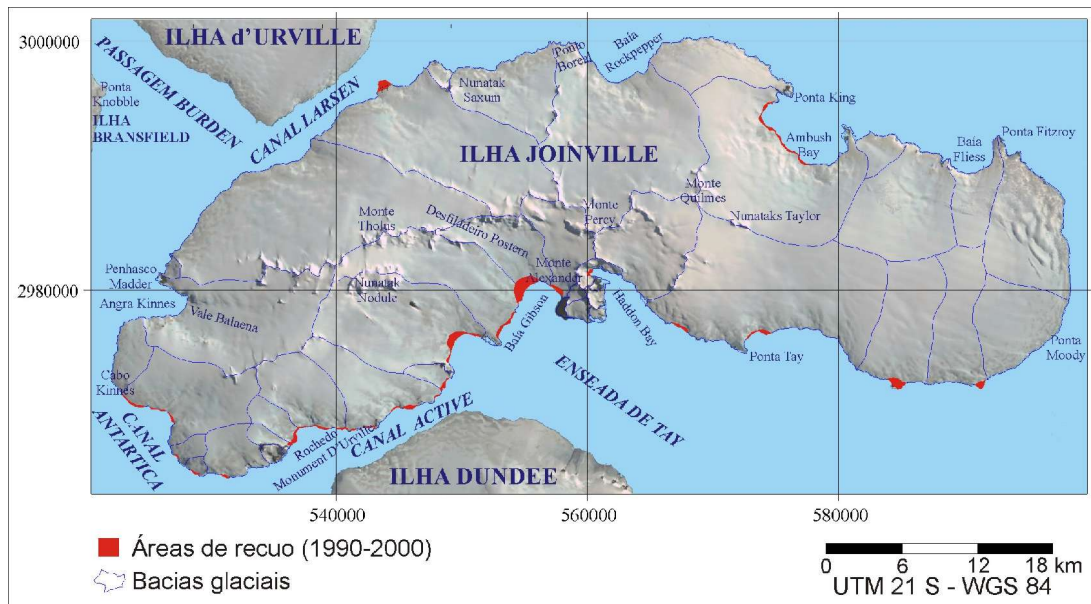 3000000
2980000
ILHA d'URVILLE
PASSAGEM BURDEN
Ponta
Knobble
ILHA
BRANSFIELD
CANAL LARSEN
Nunatak
Saxum
Ponto
Boreal
Baía
Rockpepper
Ponta King
Ambush
Bay
Baía
Fliess
Ponta Fitzroy
ILHA JOINVILLE
Monte
Quilmes
Nunataks Taylor
Monte
Percy
Monte
Tholus
Desfiladeiro Postern
Monte
Alexander
Penhasco
Madder
Nunatak
Nodule
Angra Kinnes
Vale Balaena
Baía Gibson
Haddon Bay
Ponta Tay
Ponta
Moody
Cabo
Kinnes
ENSEADA DE TAY
CANAL
ANTARTICA
Rochedo
Monument D'Urville
CANAL ACTIVE
ILHA DUNDEE
540000
560000
580000
Áreas de recuo (1990-2000)
Bacias glaciais
0 6 12 18 km
UTM 21 S - WGS 84